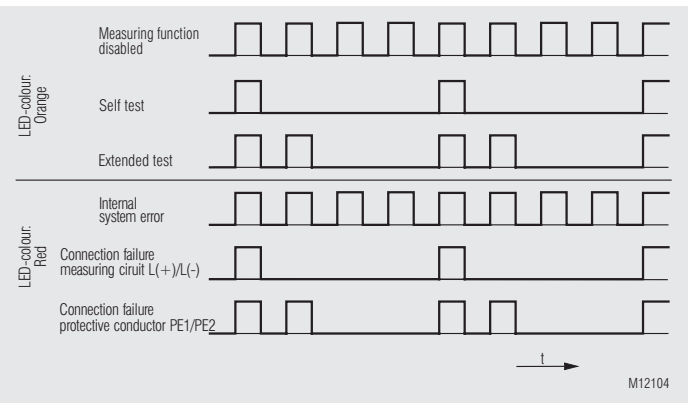 LED-colour:
Orange
Measuring function
disabled
Self test
Extended test
LED-colour:
Red
Internal
system error
Connection failure
measuring ciruit L(+)/L(-)
Connection failure
protective conductor PE1/PE2
t
M12104